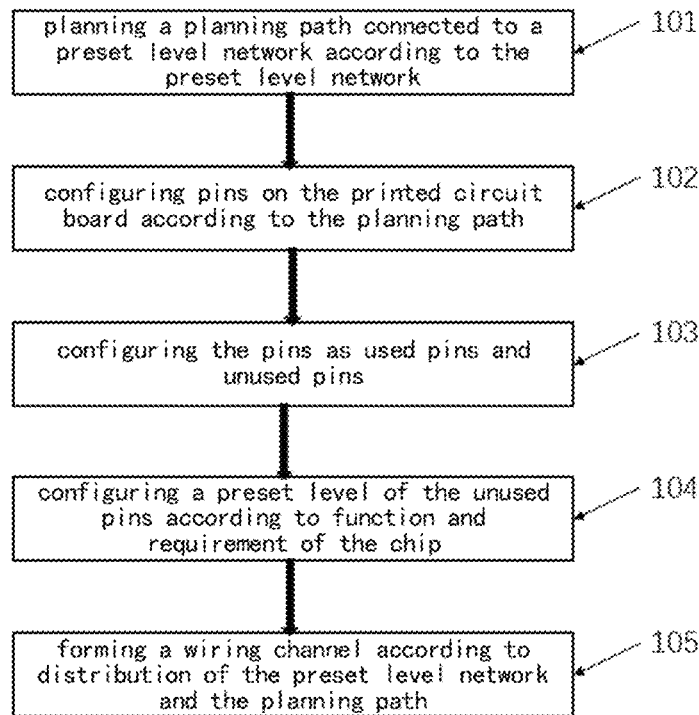 planning a planning path connected to a
preset level network according to the
preset level network
101
configuring pins on the printed circuit
board according to the planning path
102
configuring the pins as used pins and
unused pins
103
configuring a preset level of the unused
pins according to function and
requirement of the chip
104
forming a wiring channel according to
distribution of the preset level network
and the planning path
105